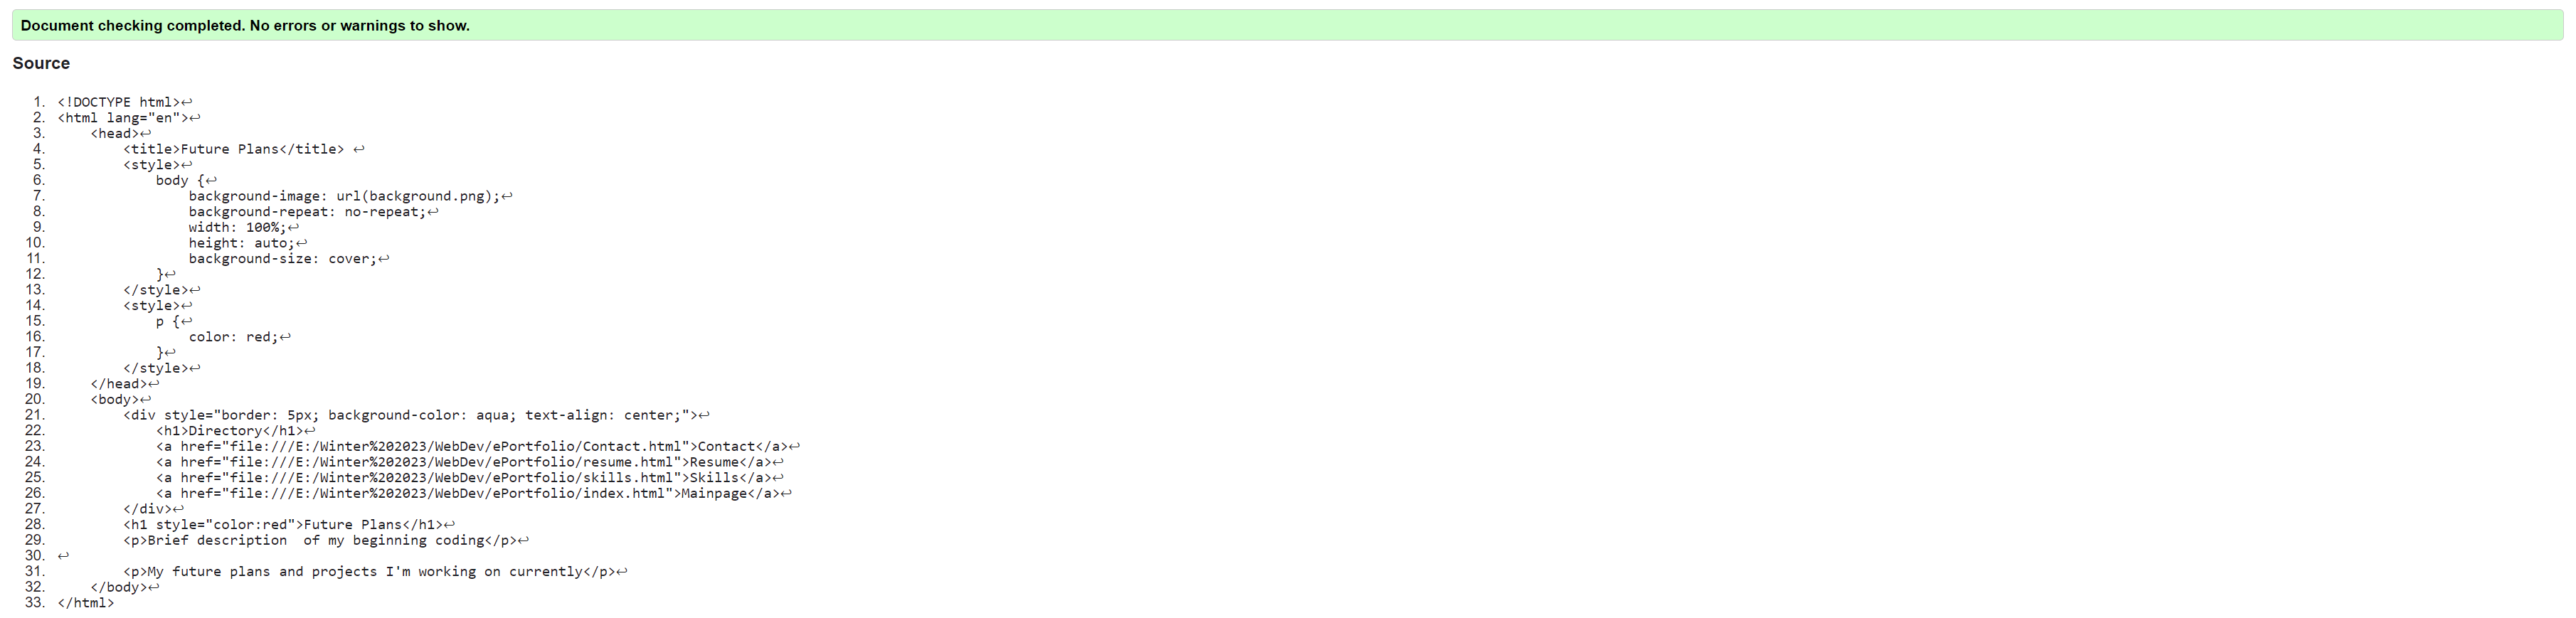 Document checking completed. No errors or warnings to show.
Source
1. <!DOCTYPE html>↩
2. <html lang="en">↩
3.     <head>↩
4.         <title>Future Plans</title> ↩
5.         <style>↩
6.             body {↩
7.                 background-image: url(background.png);↩
8.                 background-repeat: no-repeat;↩
9.                 width: 100%;↩
10.                 height: auto;↩
11.                 background-size: cover;↩
12.             }↩
13.         </style>↩
14.         <style>↩
15.             p {↩
16.                 color: red;↩
17.             }↩
18.         </style>↩
19.     </head>↩
20.     <body>↩
21.         <div style="border: 5px; background-color: aqua; text-align: center;">↩
22.             <h1>Directory</h1>↩
23.             <a href="file:///E:/Winter%202023/WebDev/ePortfolio/Contact.html">Contact</a>↩
24.             <a href="file:///E:/Winter%202023/WebDev/ePortfolio/resume.html">Resume</a>↩
25.             <a href="file:///E:/Winter%202023/WebDev/ePortfolio/skills.html">Skills</a>↩
26.             <a href="file:///E:/Winter%202023/WebDev/ePortfolio/index.html">Mainpage</a>↩
27.         </div>↩
28.         <h1 style="color:red">Future Plans</h1>↩
29.         <p>Brief description  of my beginning coding</p>↩
30. ↩
31.         <p>My future plans and projects I'm working on currently</p>↩
32.     </body>↩
33. </html>